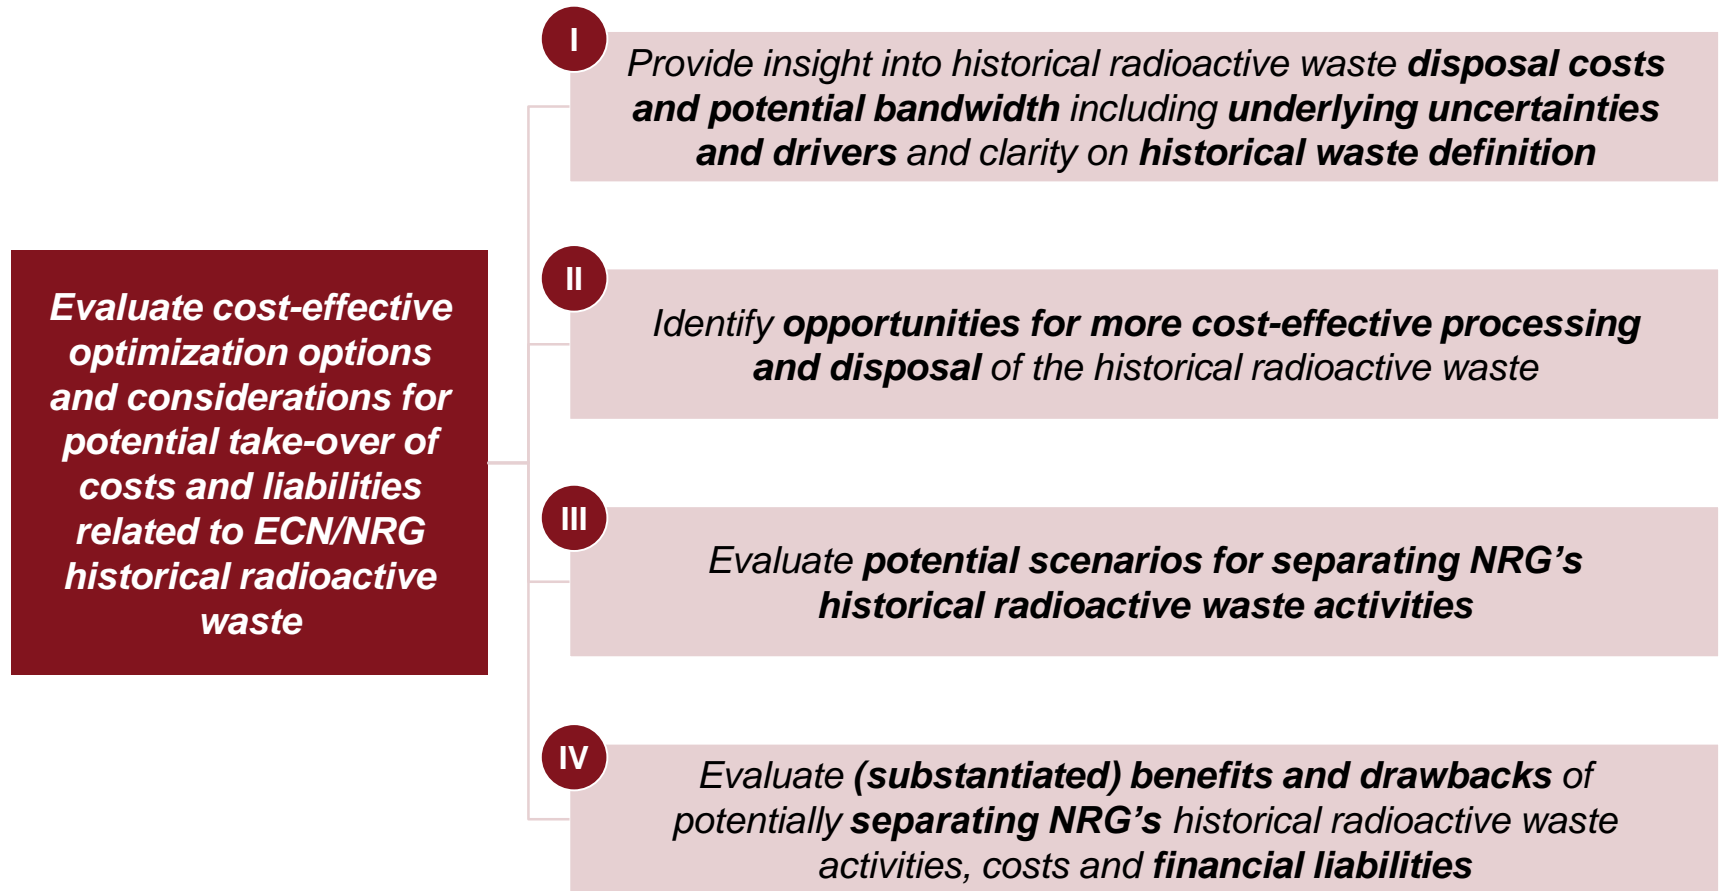 Evaluate cost-effective
optimization options
and considerations for
potential take-over of
costs and liabilities
related to ECN/NRG
historical radioactive
waste
I
Provide insight into historical radioactive waste disposal costs
and potential bandwidth including underlying uncertainties
and drivers and clarity on historical waste definition
II
Identify opportunities for more cost-effective processing
and disposal of the historical radioactive waste
III
Evaluate potential scenarios for separating NRG’s
historical radioactive waste activities
IV
Evaluate (substantiated) benefits and drawbacks of
potentially separating NRG’s historical radioactive waste
activities, costs and financial liabilities